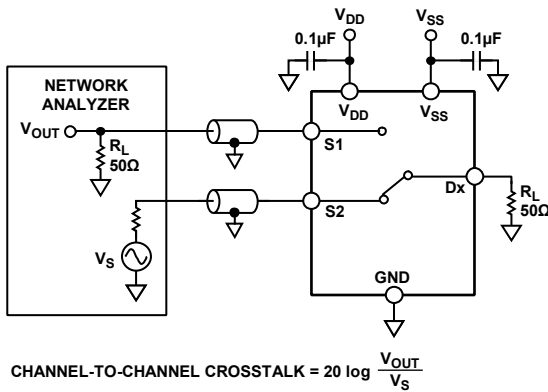 VDD
VSS
0.1µF
0.1µF
NETWORK
ANALYZER
VDD
VSS
VOUT
RL
50Ω
S1
S2
Dx
RL
50Ω
VS
GND
CHANNEL-TO-CHANNEL CROSSTALK = 20 log VOUT
VS